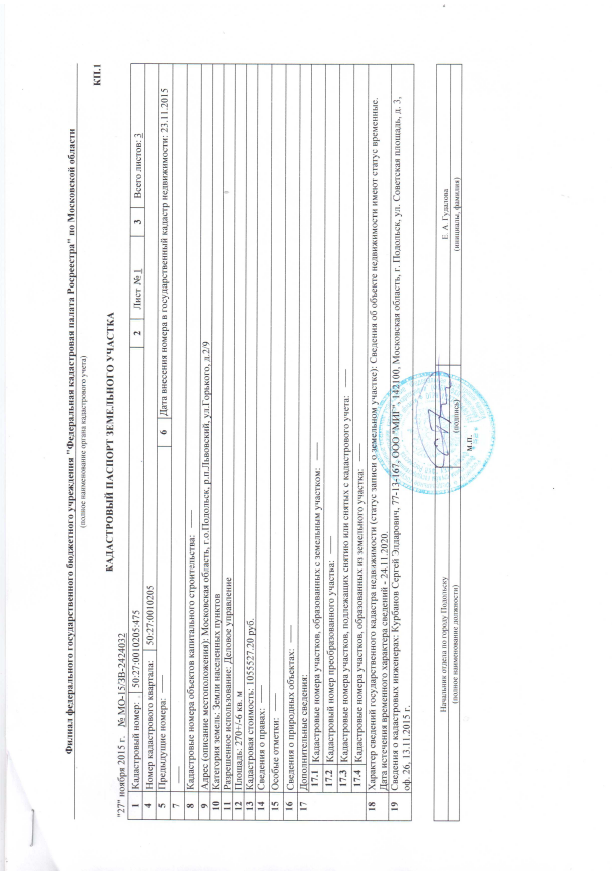 Филиал федерального государственного бюджетного учреждения "Федеральная кадастровая палата Росреестра" по Московской области
(полное наименование органа кадастрового учета)
КП.1
КАДАСТРОВЫЙ ПАСПОРТ ЗЕМЕЛЬНОГО УЧАСТКА
"27" ноября 2015 г. № МО-15/ЗВ-2424032
1 Кадастровый номер: 50:27:0010205:475 2 Лист № 1 3 Всего листов: 3
4 Номер кадастрового квартала: 50:27:0010205
5 Предыдущие номера: —— 6 Дата внесения номера в государственный кадастр недвижимости: 23.11.2015
7 ——
8 Кадастровые номера объектов капитального строительства: ——
9 Адрес (описание местоположения): Московская область, г.о.Подольск, р.п.Львовский, ул.Горького, д.2/9
10 Категория земель: Земли населенных пунктов
11 Разрешенное использование: Деловое управление
12 Площадь: 270+/-6 кв. м
13 Кадастровая стоимость: 1055527.20 руб.
14 Сведения о правах: ——
15 Особые отметки: ——
16 Сведения о природных объектах: ——
17 Дополнительные сведения:
17.1 Кадастровые номера участков, образованных с земельным участком: ——
17.2 Кадастровый номер преобразованного участка: ——
17.3 Кадастровые номера участков, подлежащих снятию или снятых с кадастрового учета: ——
17.4 Кадастровые номера участков, образованных из земельного участка: ——
18 Характер сведений государственного кадастра недвижимости (статус записи о земельном участке): Сведения об объекте недвижимости имеют статус временные.
Дата истечения временного характера сведений - 24.11.2020.
19 Сведения о кадастровых инженерах: Курбанов Сергей Элдарович, 77-13-167, ООО "МИГ", 142100, Московская область, г. Подольск, ул. Советская площадь, д. 3,
оф. 26, 13.11.2015 г.
Начальник отдела по городу Подольску Е. А. Гудалова
(полное наименование должности) (подпись) (инициалы, фамилия)
М.П.